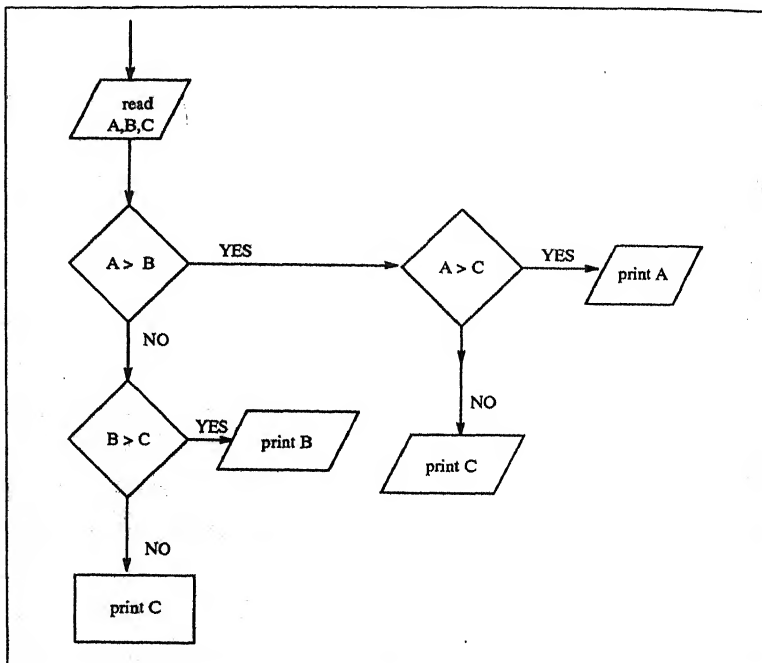 read
A,B,C
A > B
YES
A > C
YES
print A
NO
B > C
YES
print B
NO
print C
NO
print C